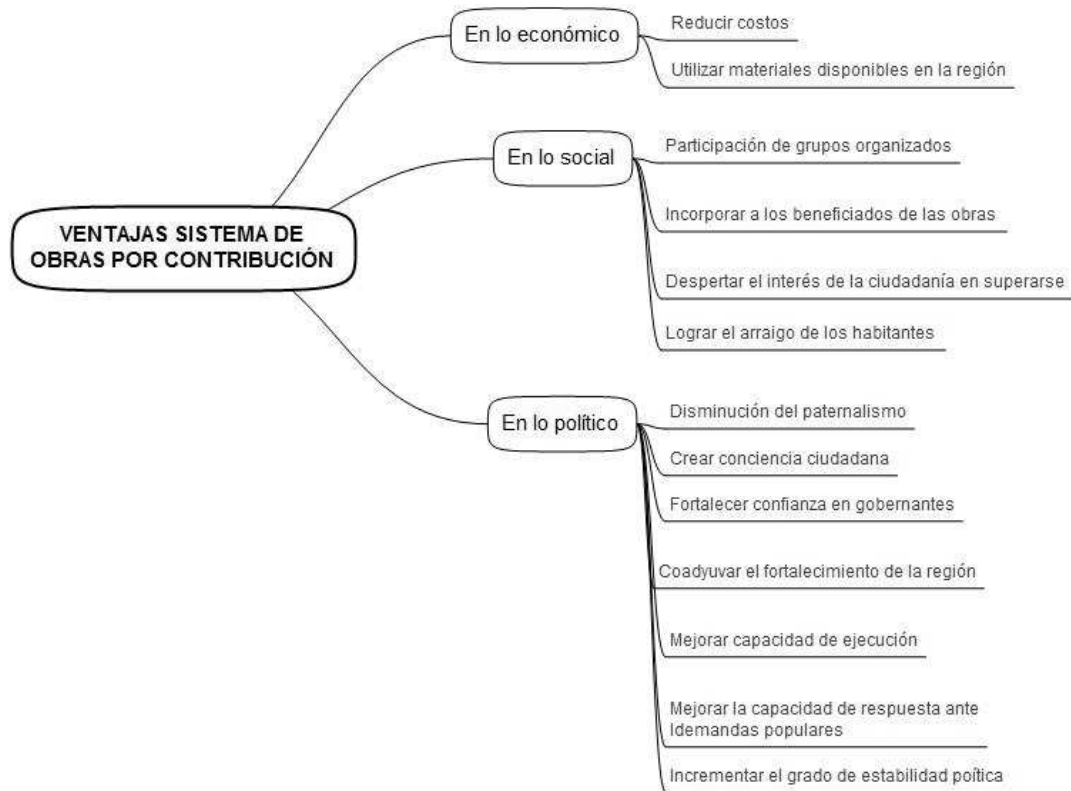 VENTAJAS SISTEMA DE
OBRAS POR CONTRIBUCIÓN
En lo económico
Reducir costos
Utilizar materiales disponibles en la región
En lo social
Participación de grupos organizados
Incorporar a los beneficiados de las obras
Despertar el interés de la ciudadanía en superarse
Lograr el arraigo de los habitantes
En lo político
Disminución del paternalismo
Crear conciencia ciudadana
Fortalecer confianza en gobernantes
Coadyuvar el fortalecimiento de la región
Mejorar capacidad de ejecución
Mejorar la capacidad de respuesta ante
ldemandas populares
Incrementar el grado de estabilidad poítica